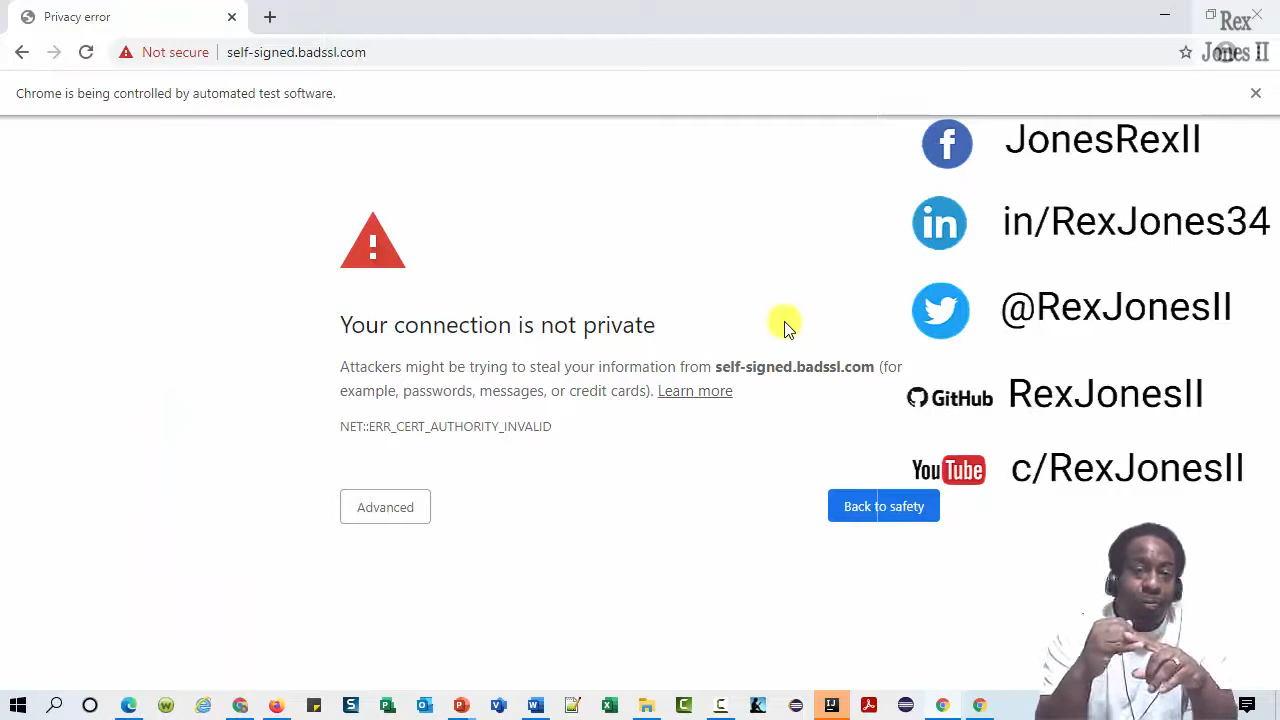 Privacy error
Rex
Jones II
Not secure
self-signed.badssl.com
Chrome is being controlled by automated test software.
JonesRexII
in/RexJones34
@RexJonesII
GitHub RexJonesII
YouTube c/RexJonesII
Your connection is not private
Attackers might be trying to steal your information from self-signed.badssl.com (for
example, passwords, messages, or credit cards). Learn more
NET::ERR_CERT_AUTHORITY_INVALID
Advanced
Back to safety